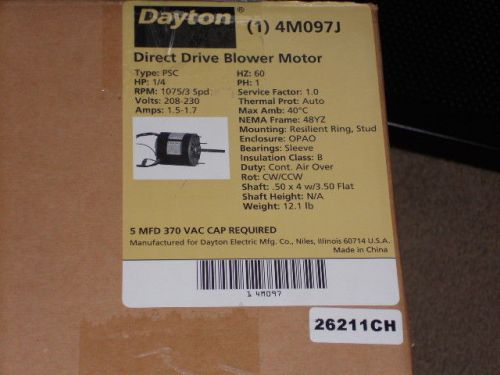 Dayton® (1) 4M097J
Direct Drive Blower Motor
Type: PSC
HP: 1/4
RPM: 1075/3 Spd
Volts: 208-230
Amps: 1.5-1.7
HZ: 60
PH: 1
Service Factor: 1.0
Thermal Prot: Auto
Max Amb: 40°C
NEMA Frame: 48YZ
Mounting: Resilient Ring, Stud
Enclosure: OPAO
Bearings: Sleeve
Insulation Class: B
Duty: Cont. Air Over
Rot: CW/CCW
Shaft: .50 x 4 w/3.50 Flat
Shaft Height: N/A
Weight: 12.1 lb
5 MFD 370 VAC CAP REQUIRED
Manufactured for Dayton Electric Mfg. Co., Niles, Illinois 60714 U.S.A.
Made in China
1 4M097
26211CH